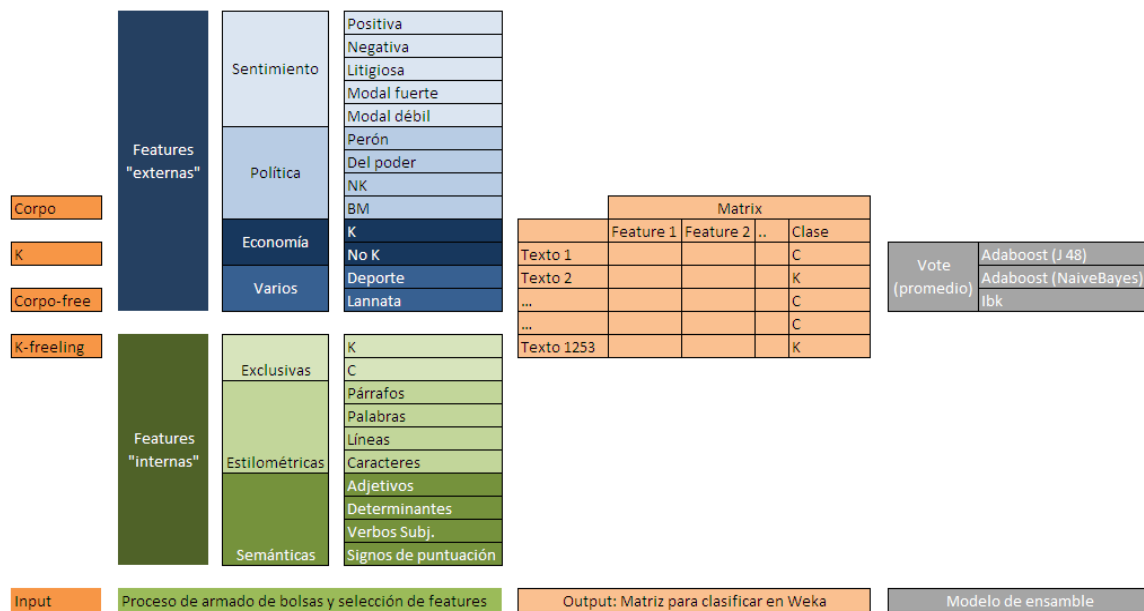 Corpo
K
Corpo-free
K-freeling
Features
"externas"
Sentimiento
Positiva
Negativa
Litigiosa
Modal fuerte
Modal débil
Política
Perón
Del poder
NK
BM
Economía
K
No K
Varios
Deporte
Lannata
Features
"internas"
Exclusivas
K
C
Estilométricas
Párrafos
Palabras
Líneas
Caracteres
Semánticas
Adjetivos
Determinantes
Verbos Subj.
Signos de puntuación
Matrix
Feature 1 Feature 2 .. Clase
Texto 1 C
Texto 2 K
... C
... C
Texto 1253 K
Vote
(promedio)
Adaboost (J 48)
Adaboost (NaiveBayes)
Ibk
Input
Proceso de armado de bolsas y selección de features
Output: Matriz para clasificar en Weka
Modelo de ensamble